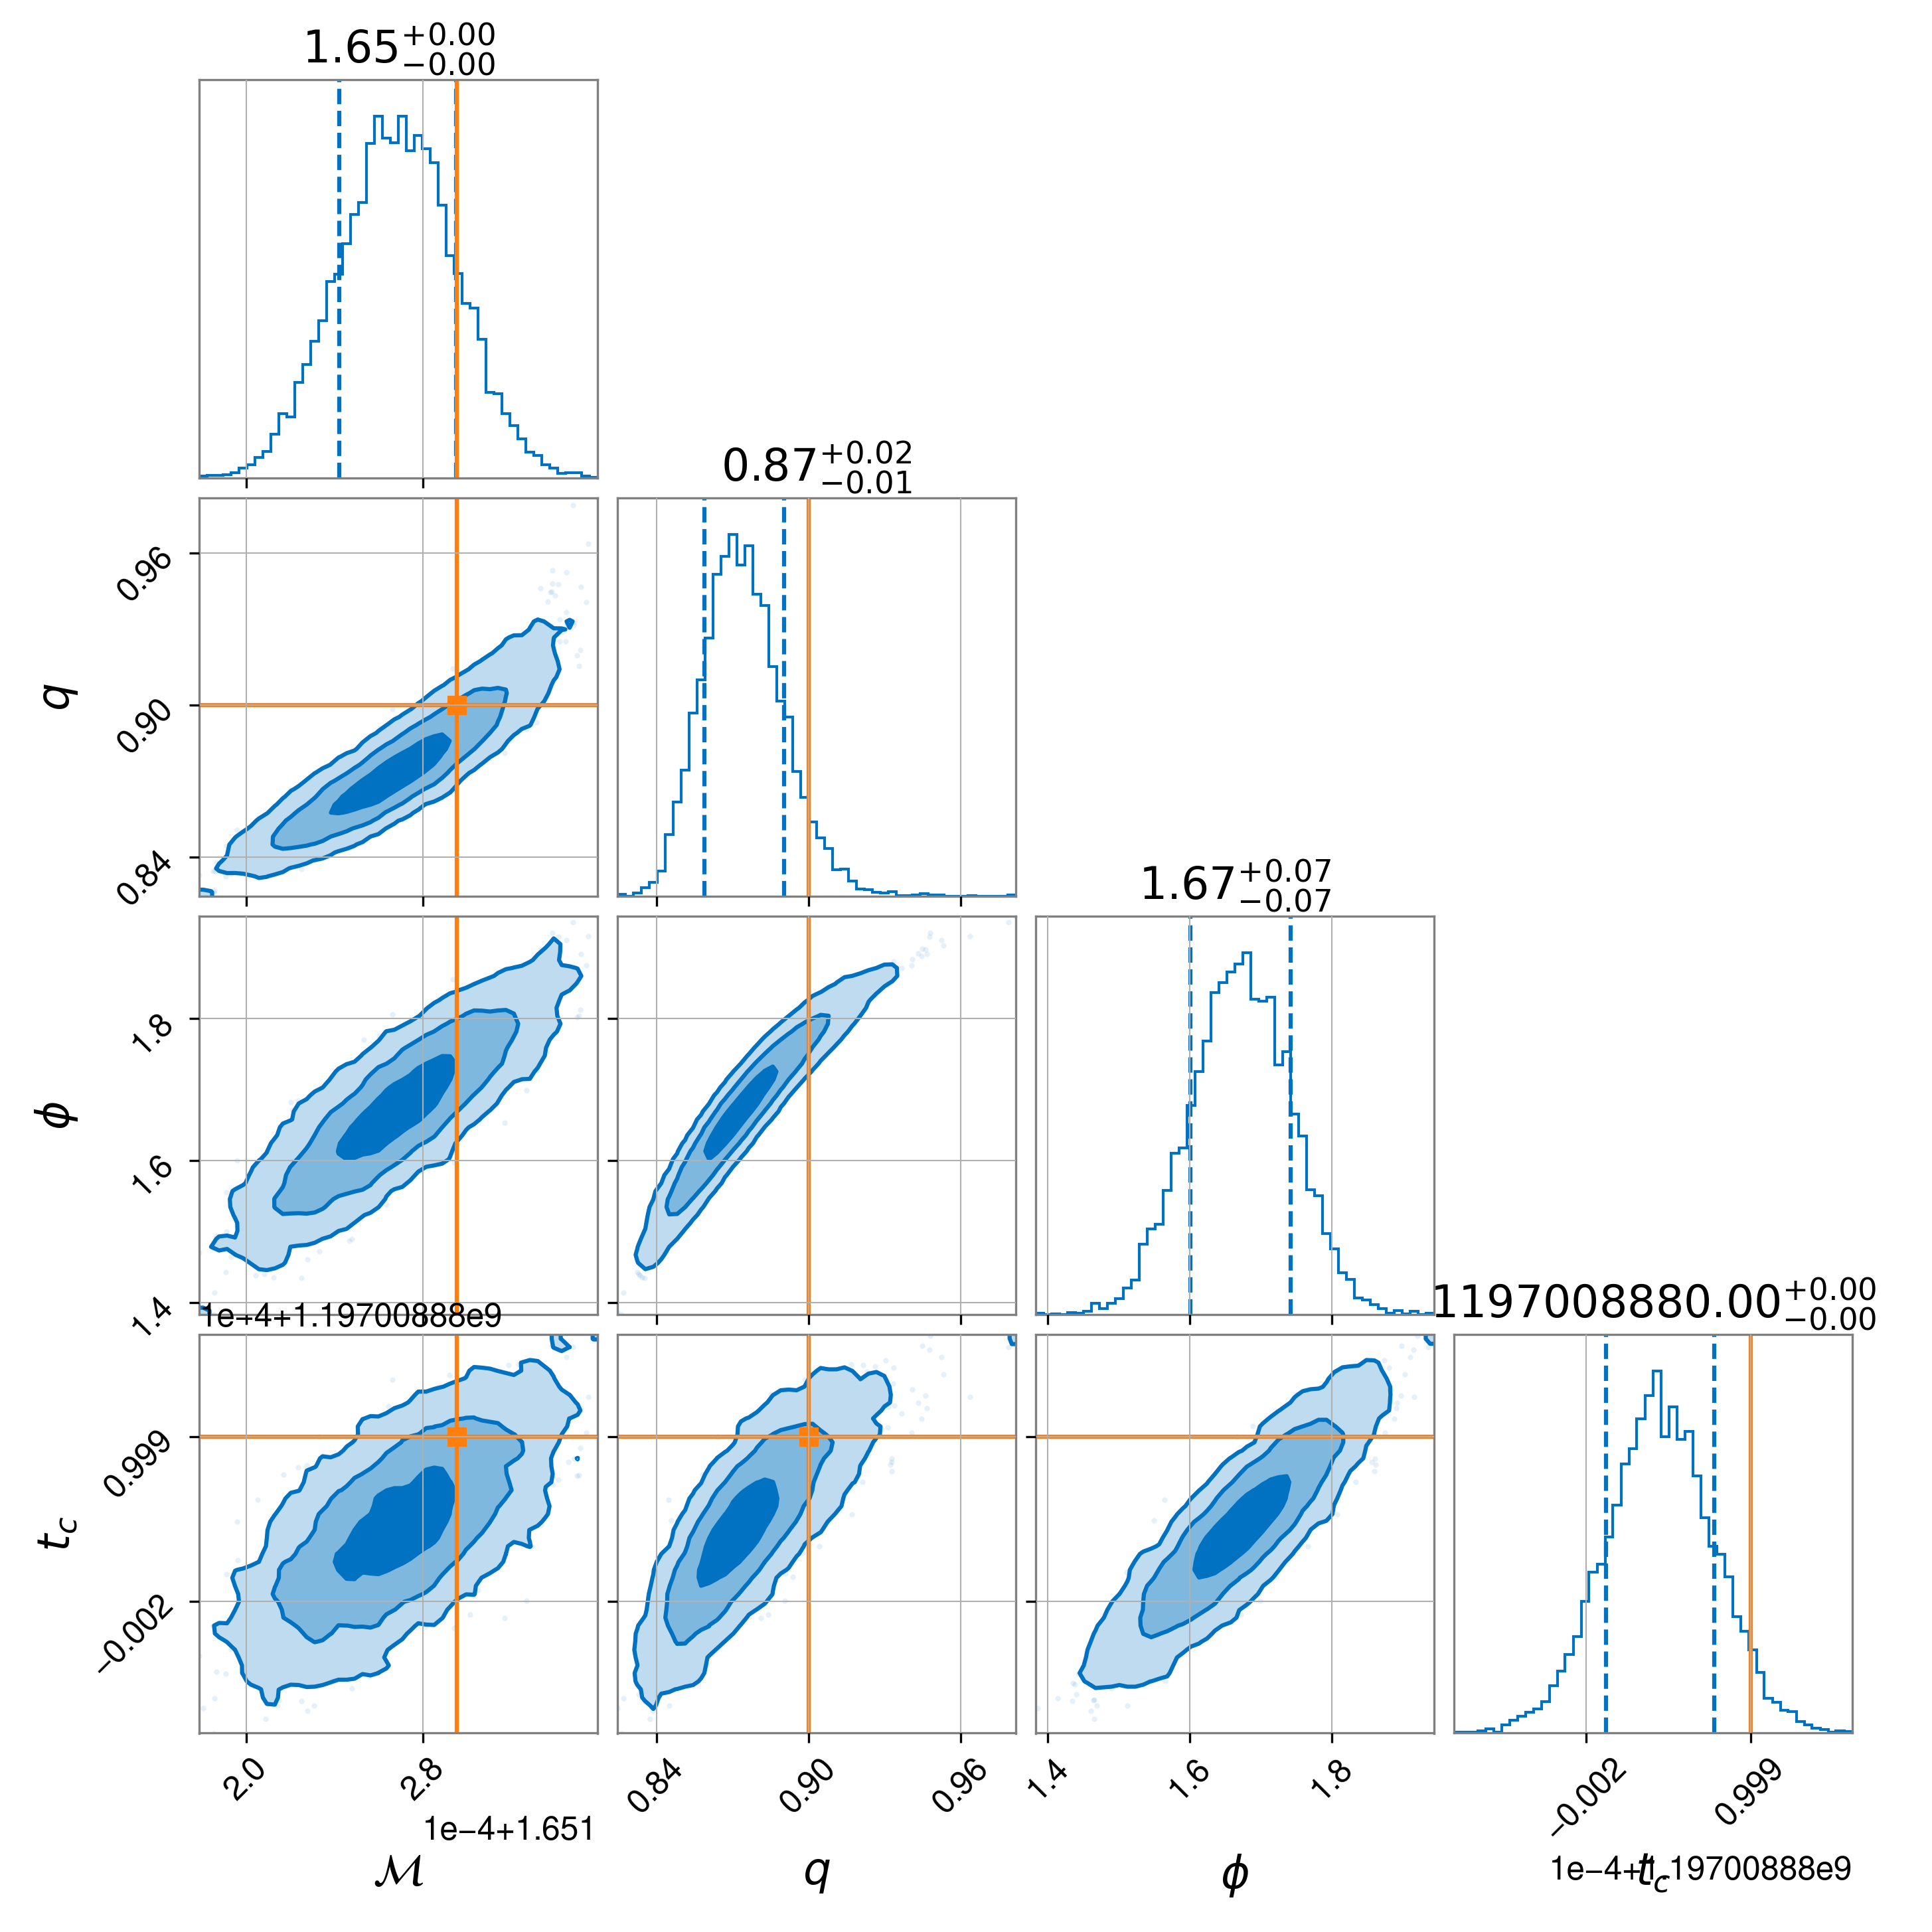 1.65 +0.00 −0.00
0.87 +0.02 −0.01
0.96
0.90
0.84
q
1.67 +0.07 −0.07
1.8
1.6
1.4
ϕ
1e−4+1.19700888e9
1197008880.00 +0.00 −0.00
0.999
−0.002
t_c
2.0 2.8
0.84 0.90 0.96
1.4 1.6 1.8
−0.002 0.999
1e−4+1.651
1e−4+1.19700888e9
ℳ q ϕ t_c